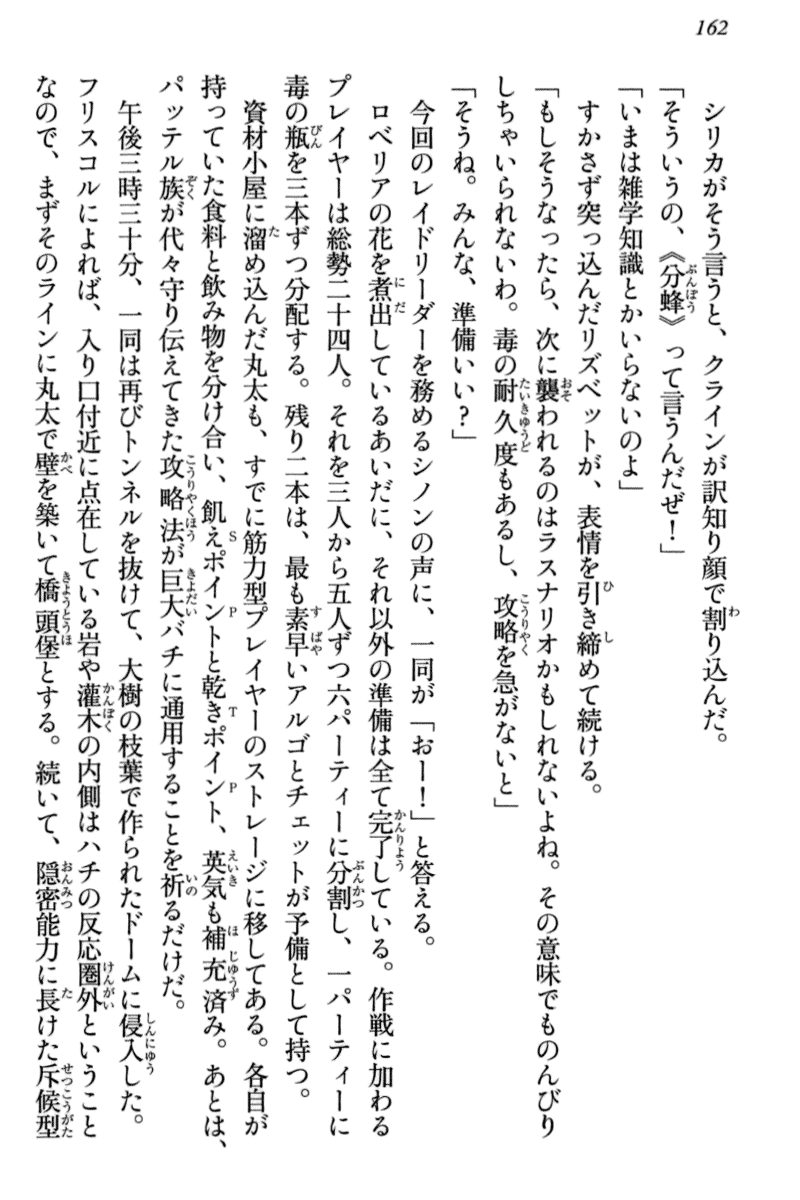 162
シリカがそう言うと、クラインが訳知り顔で割り込んだ。
「そういうの、《分蜂》って言うんだぜ！」
「いまは雑学知識とかいらないのよ」
すかさず突っ込んだリズベットが、表情を引き締めて続ける。
「もしそうなったら、次に襲われるのはラスナリオかもしれないよね。その意味でものんびり
しちゃいられないわ。毒の耐久度もあるし、攻略を急がないと」
「そうね。みんな、準備いい？」
今回のレイドリーダーを務めるシノンの声に、一同が「おー！」と答える。
ロベリアの花を煮出しているあいだに、それ以外の準備は全て完了している。作戦に加わる
プレイヤーは総勢二十四人。それを三人から五人ずつ六パーティーに分割し、一パーティーに
毒の瓶を三本ずつ分配する。残り二本は、最も素早いアルゴとチェットが予備として持つ。
資材小屋に溜め込んだ丸太も、すでに筋力型プレイヤーのストレージに移してある。各自が
持っていた食料と飲み物を分け合い、飢えポイントと乾きポイント、英気も補充済み。あとは、
パッテル族が代々守り伝えてきた攻略法が巨大バチに通用することを祈るだけだ。
午後三時三十分、一同は再びトンネルを抜けて、大樹の枝葉で作られたドームに侵入した。
フリスコルによれば、入り口付近に点在している岩や灌木の内側はハチの反応圏外ということ
なので、まずそのラインに丸太で壁を築いて橋頭堡とする。続いて、隠密能力に長けた斥候型